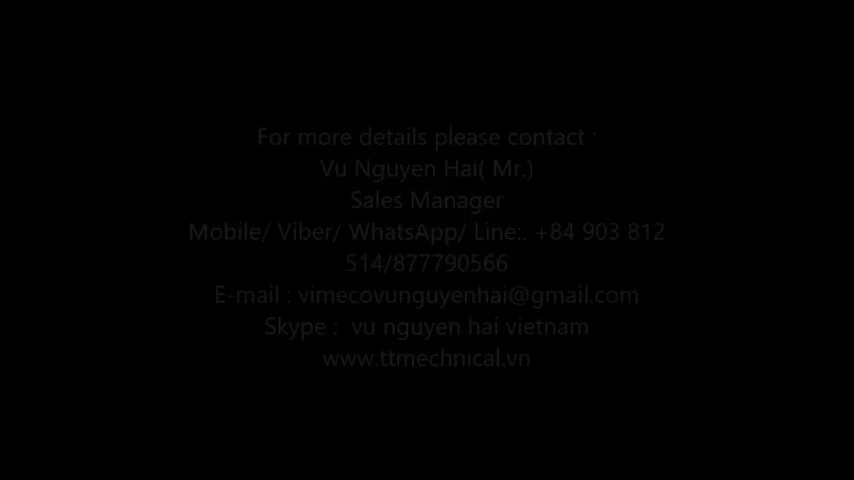 For more details please contact :
Vu Nguyen Hai( Mr.)
Sales Manager
Mobile/ Viber/ WhatsApp/ Line:. +84 903 812
514/877790566
E-mail : vimecovunguyenhai@gmail.com
Skype :  vu nguyen hai vietnam
www.ttmechnical.vn